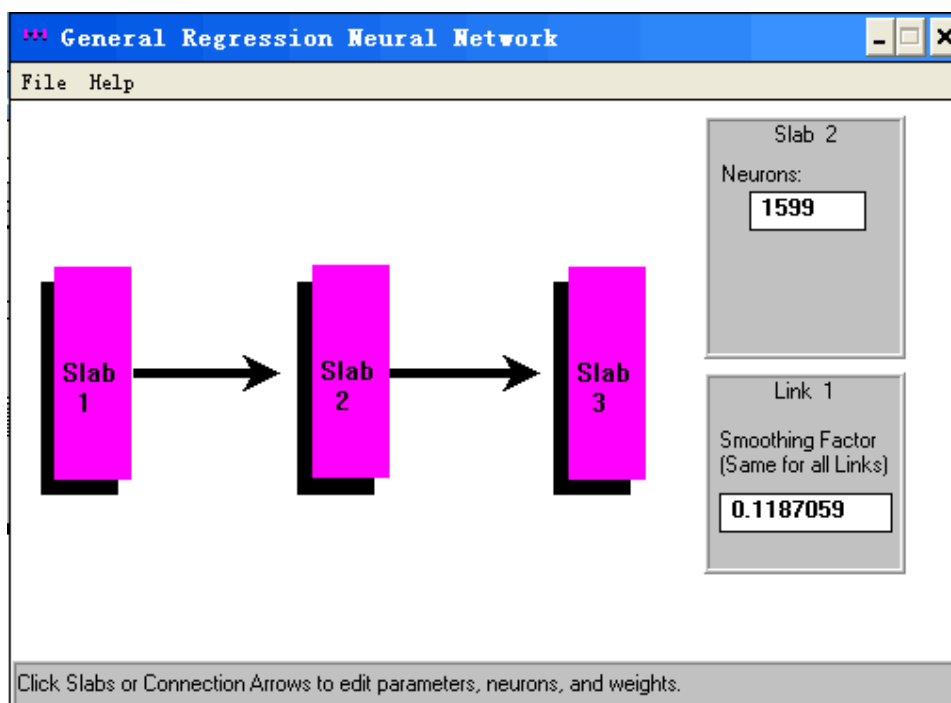 General Regression Neural Network
File Help
Slab 2
Neurons:
1599
Slab
1
Slab
2
Slab
3
Link 1
Smoothing Factor
(Same for all Links)
0.1187059
Click Slabs or Connection Arrows to edit parameters, neurons, and weights.